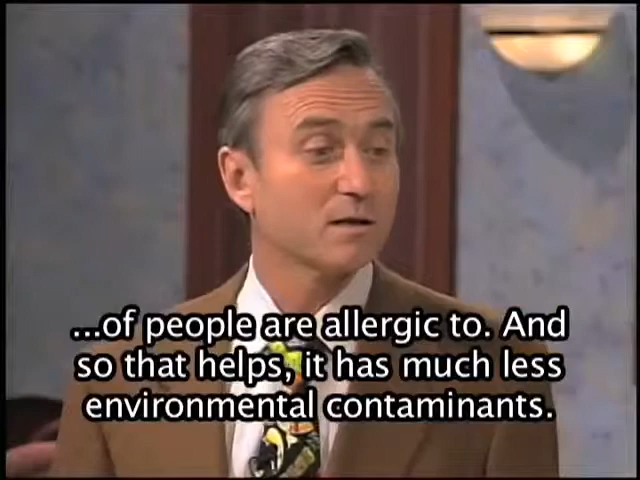 ...of people are allergic to. And
so that helps, it has much less
environmental contaminants.